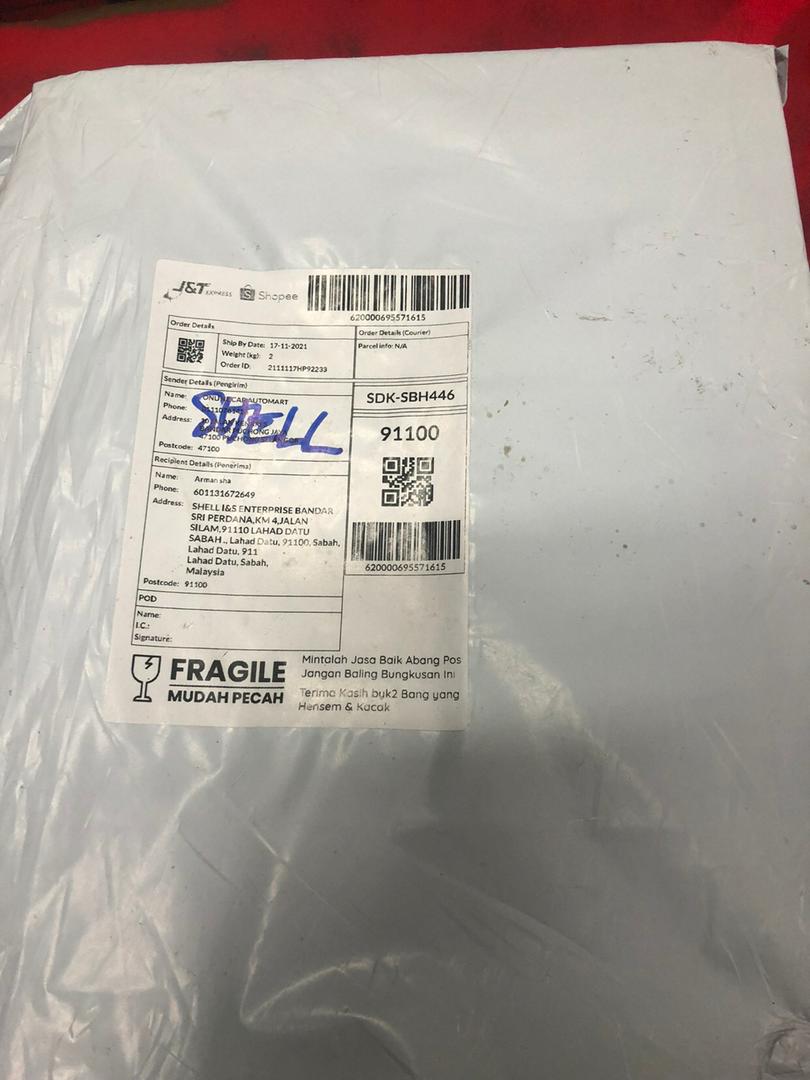 J&T EXPRESS Shopee
620000695571615
Order Details
Ship By Date: 17-11-2021
Weight (kg): 2
Order ID: 2111117HP92233
Order Details (Courier)
Parcel info: N/A
Sender Details (Pengirim)
Name: AUTOMART
Phone:
Address:
SHELL
Postcode: 47100
SDK-SBH446
91100
620000695571615
Recipient Details (Penerima)
Name: Arman sha
Phone: 601131672649
Address: SHELL I&S ENTERPRISE BANDAR
SRI PERDANA,KM 4,JALAN
SILAM,91110 LAHAD DATU
SABAH ., Lahad Datu, 91100, Sabah,
Lahad Datu, 911
Lahad Datu, Sabah,
Malaysia
Postcode: 91100
POD
Name:
I.C.:
Signature:
FRAGILE
MUDAH PECAH
Mintalah Jasa Baik Abang Pos
Jangan Baling Bungkusan Ini
Terima Kasih byk2 Bang yang
Hensem & Kacak